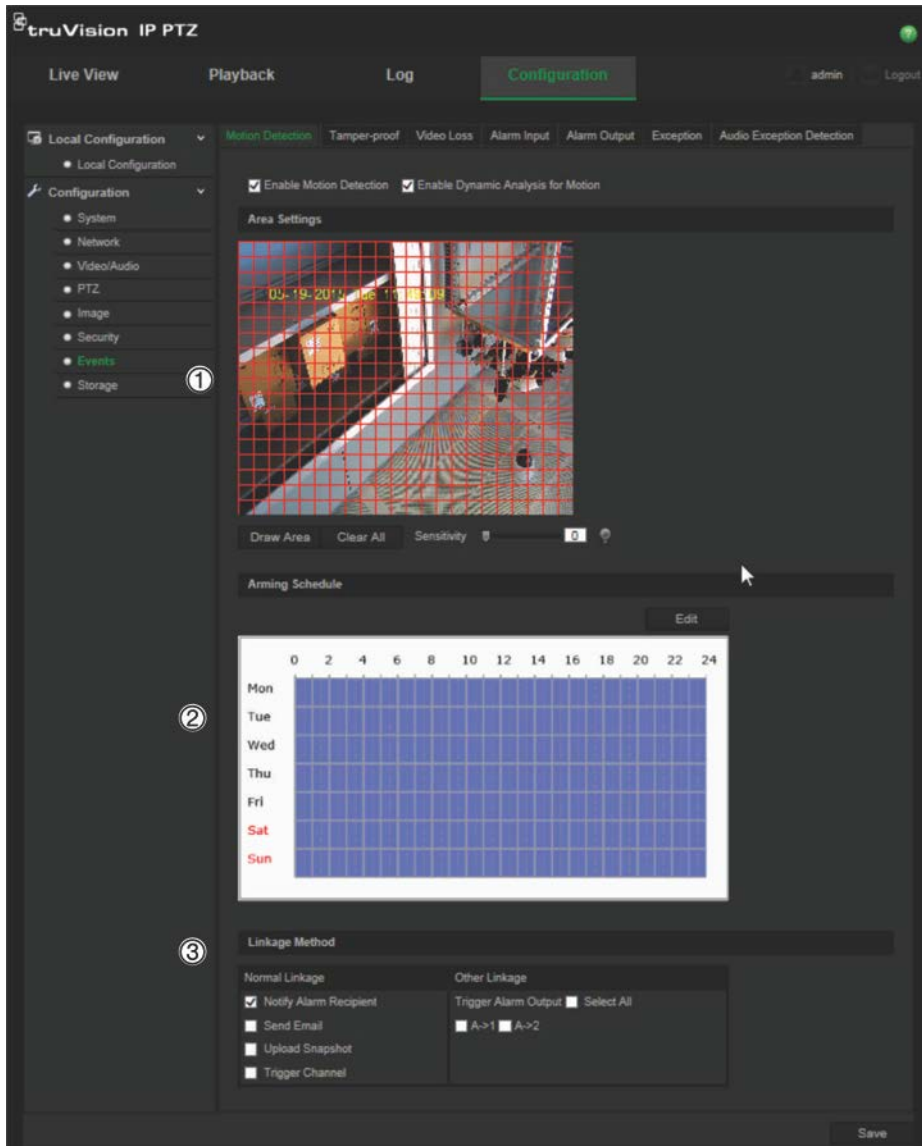 truVision IP PTZ
?
Live View Playback Log Configuration admin Logout
Local Configuration
Local Configuration
Configuration
System
Network
Video/Audio
PTZ
Image
Security
Events
Storage
Motion Detection Tamper-proof Video Loss Alarm Input Alarm Output Exception Audio Exception Detection
Enable Motion Detection Enable Dynamic Analysis for Motion
Area Settings
05-19-2015 Tue 11
①
Draw Area Clear All Sensitivity 0
Arming Schedule
Edit
0 2 4 6 8 10 12 14 16 18 20 22 24
Mon
②
Tue
Wed
Thu
Fri
Sat
Sun
③
Linkage Method
Normal Linkage Other Linkage
Notify Alarm Recipient Trigger Alarm Output Select All
Send Email A->1 A->2
Upload Snapshot
Trigger Channel
Save